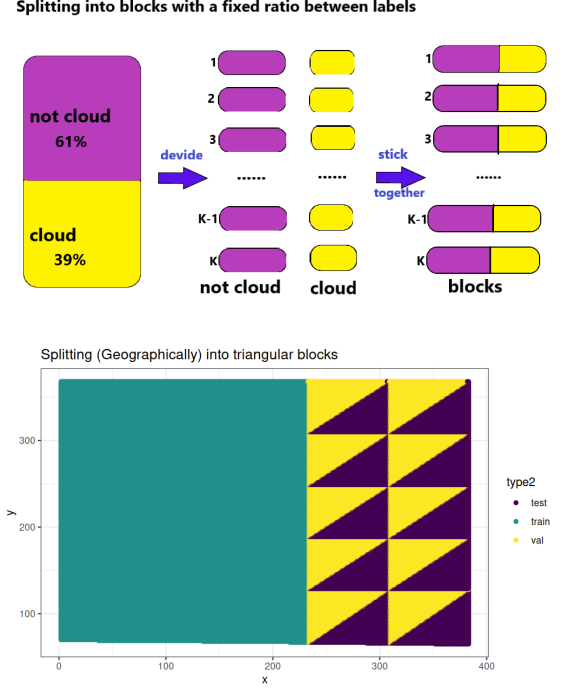 Splitting into blocks with a fixed ratio between labels
not cloud
61%
cloud
39%
devide
1
2
3
......
K-1
K
not cloud
......
cloud
stick
together
1
2
3
......
K-1
K
blocks
Splitting (Geographically) into triangular blocks
y
300
200
100
0
100
200
300
400
x
type2
test
train
val